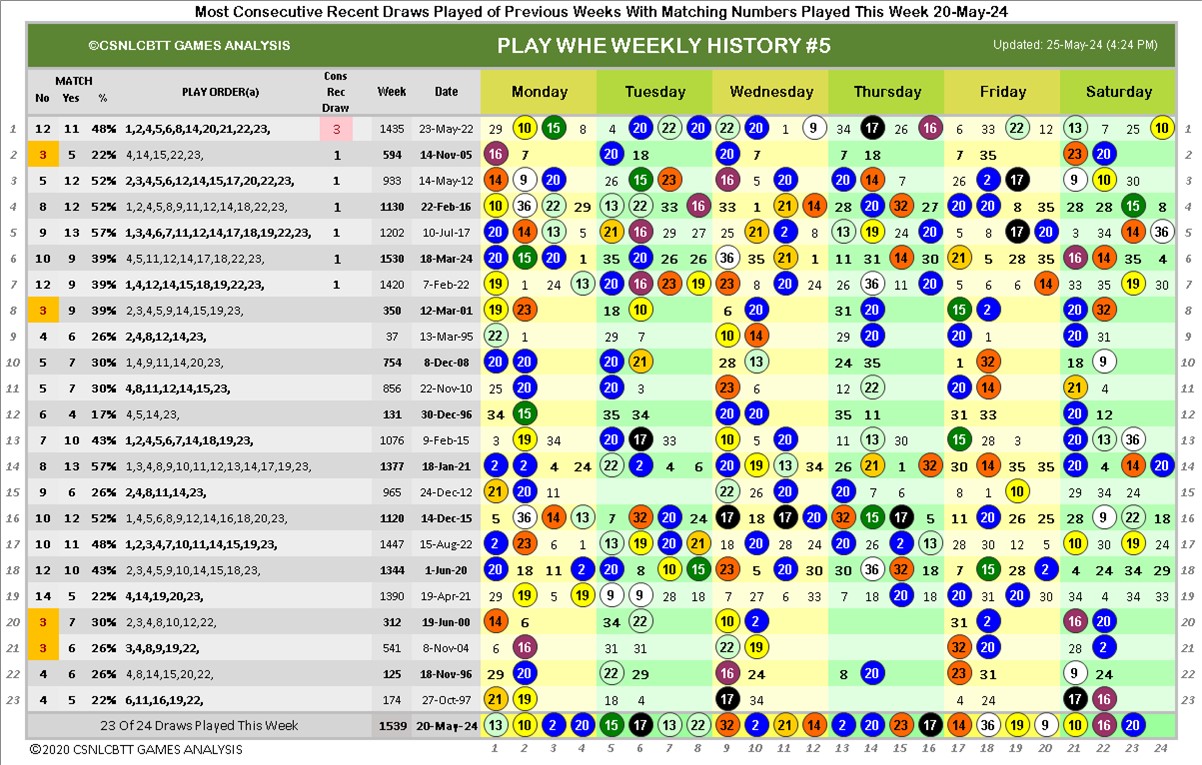 Most Consecutive Recent Draws Played of Previous Weeks With Matching Numbers Played This Week 20-May-24
©CSNLCBTT GAMES ANALYSIS PLAY WHE WEEKLY HISTORY #5 Updated: 25-May-24 (4:24 PM)
No MATCH Yes % PLAY ORDER(a) Cons Rec Draw Week Date Monday Tuesday Wednesday Thursday Friday Saturday
1 12 11 48% 1,2,4,5,6,8,14,20,21,22,23, 3 1435 23-May-22 29 10 15 8 4 20 22 20 22 20 1 9 34 17 26 16 6 33 22 12 13 7 25 10 1
2 3 5 22% 4,14,15,22,23, 1 594 14-Nov-05 16 7 20 18 20 7 7 18 7 35 23 20 2
3 5 12 52% 2,3,4,5,6,12,14,15,17,20,22,23, 1 933 14-May-12 14 9 20 26 15 23 16 5 20 20 14 7 26 2 17 9 10 30 3
4 8 12 52% 1,2,4,5,8,9,11,12,14,18,22,23, 1 1130 22-Feb-16 10 36 22 29 13 22 33 16 33 1 21 14 28 20 32 27 20 20 8 35 28 28 15 8 4
5 9 13 57% 1,3,4,6,7,11,12,14,17,18,19,22,23, 1 1202 10-Jul-17 20 14 13 5 21 16 29 27 25 21 2 8 13 19 24 20 5 8 17 20 3 34 14 36 5
6 10 9 39% 4,5,11,12,14,17,18,22,23, 1 1530 18-Mar-24 20 15 20 1 35 20 26 26 36 35 21 1 11 31 14 30 21 5 28 35 16 14 35 4 6
7 12 9 39% 1,4,12,14,15,18,19,22,23, 1 1420 7-Feb-22 19 1 24 13 20 16 23 19 23 8 20 24 26 36 11 20 5 6 6 14 33 35 19 30 7
8 3 9 39% 2,3,4,5,9,14,15,19,23, 350 12-Mar-01 19 23 18 10 6 20 31 20 15 2 20 32 8
9 4 6 26% 2,4,8,12,14,23, 37 13-Mar-95 22 1 29 7 10 14 29 20 20 1 20 31 9
10 5 7 30% 1,4,9,11,14,20,23, 754 8-Dec-08 20 20 20 21 28 13 24 35 1 32 18 9 10
11 5 7 30% 4,8,11,12,14,15,23, 856 22-Nov-10 25 20 20 3 23 6 12 22 20 14 21 4 11
12 6 4 17% 4,5,14,23, 131 30-Dec-96 34 15 35 34 20 20 35 11 31 33 20 12 12
13 7 10 43% 1,2,4,5,6,7,14,18,19,23, 1076 9-Feb-15 3 19 34 20 17 33 10 5 20 11 13 30 15 28 3 20 13 36 13
14 8 13 57% 1,3,4,8,9,10,11,12,13,14,17,19,23, 1377 18-Jan-21 2 2 4 24 22 2 4 6 20 19 13 34 26 21 1 32 30 14 35 35 20 4 14 20 14
15 9 6 26% 2,4,8,11,14,23, 965 24-Dec-12 21 20 11 22 26 20 20 7 6 8 1 10 29 34 24 15
16 10 12 52% 1,4,5,6,8,9,12,14,16,18,20,23, 1120 14-Dec-15 5 36 14 13 7 32 20 24 17 18 17 20 32 15 17 5 11 20 26 25 28 9 22 18 16
17 10 11 48% 1,2,3,4,7,10,11,14,15,19,23, 1447 15-Aug-22 2 23 6 1 13 19 20 21 18 20 28 24 20 26 2 13 28 30 12 5 10 30 19 24 17
18 12 10 43% 2,3,4,5,9,10,14,15,18,23, 1344 1-Jun-20 20 18 11 2 20 8 10 15 23 5 20 30 30 36 32 18 7 15 28 2 4 24 34 29 18
19 14 5 22% 4,14,19,20,23, 1390 19-Apr-21 29 19 5 19 9 9 28 18 7 27 6 33 7 18 20 18 20 31 20 30 34 4 34 33 19
20 3 7 30% 2,3,4,8,10,12,22, 312 19-Jun-00 14 6 34 22 10 2 31 2 16 20 20
21 3 6 26% 3,4,8,9,19,22, 541 8-Nov-04 6 16 31 31 22 19 32 20 28 2 21
22 4 6 26% 4,8,14,15,20,22, 125 18-Nov-96 29 20 22 29 16 24 8 20 23 31 9 24 22
23 4 5 22% 6,11,16,19,22, 174 27-Oct-97 21 19 18 4 17 34 4 24 17 16 23
23 Of 24 Draws Played This Week 1539 20-May-24 13 10 2 20 15 17 13 22 32 2 21 14 2 20 23 17 14 36 19 9 10 16 20
©2020 CSNLCBTT GAMES ANALYSIS 1 2 3 4 5 6 7 8 9 10 11 12 13 14 15 16 17 18 19 20 21 22 23 24